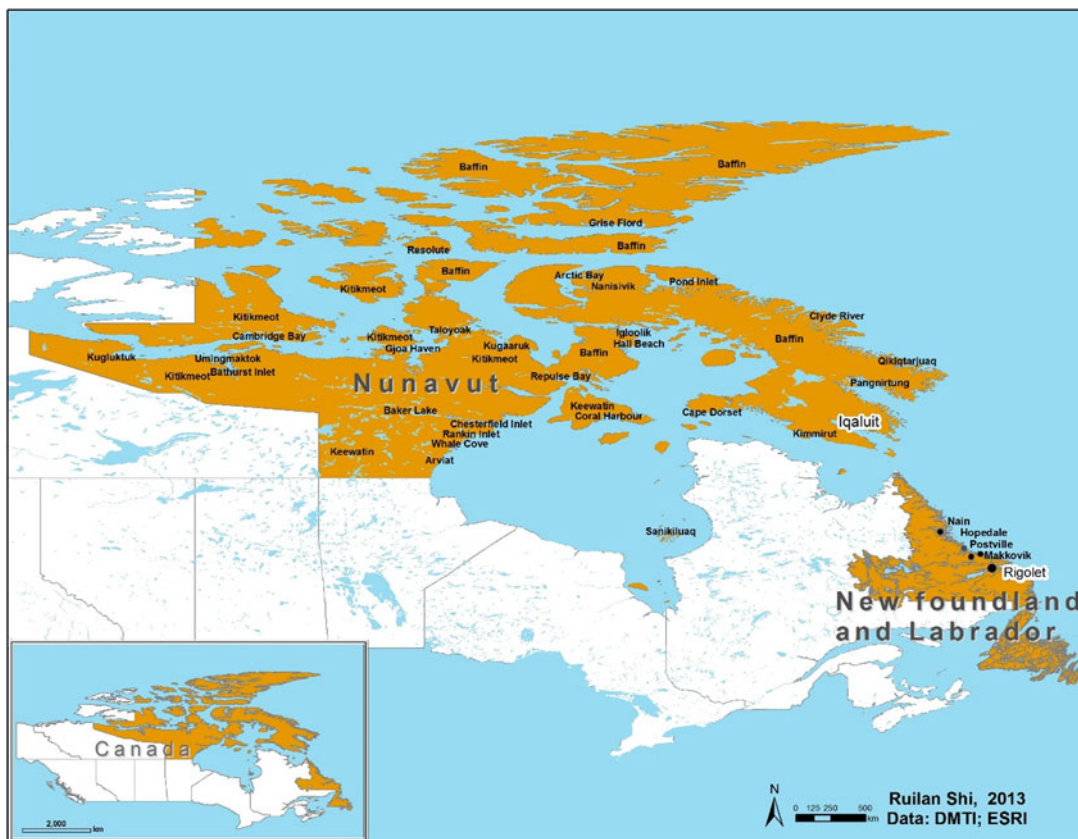 Baffin
Baffin
Grise Fiord
Baffin
Resolute
Baffin
Arctic Bay
Nanisivik
Pond Inlet
Kitikmeot
Kitikmeot
Clyde River
Cambridge Bay
Kitikmeot
Taloyoak
Igloolik
Hall Beach
Baffin
Gjoa Haven
Kugaaruk
Kitikmeot
Baffin
Kugluktuk
Umingmaktok
Bathurst Inlet
Kitikmeot
Qikiqtarjuaq
Nunavut
Repulse Bay
Pangnirtung
Baker Lake
Keewatin
Coral Harbour
Cape Dorset
Iqaluit
Chesterfield Inlet
Rankin Inlet
Whale Cove
Kimmirut
Keewatin
Arviat
Sanikiluaq
Nain
Hopedale
Postville
Makkovik
Rigolet
New foundland
and Labrador
Canada
2,000
km
N
0 125 250 500
km
Ruilan Shi, 2013
Data: DMTI; ESRI